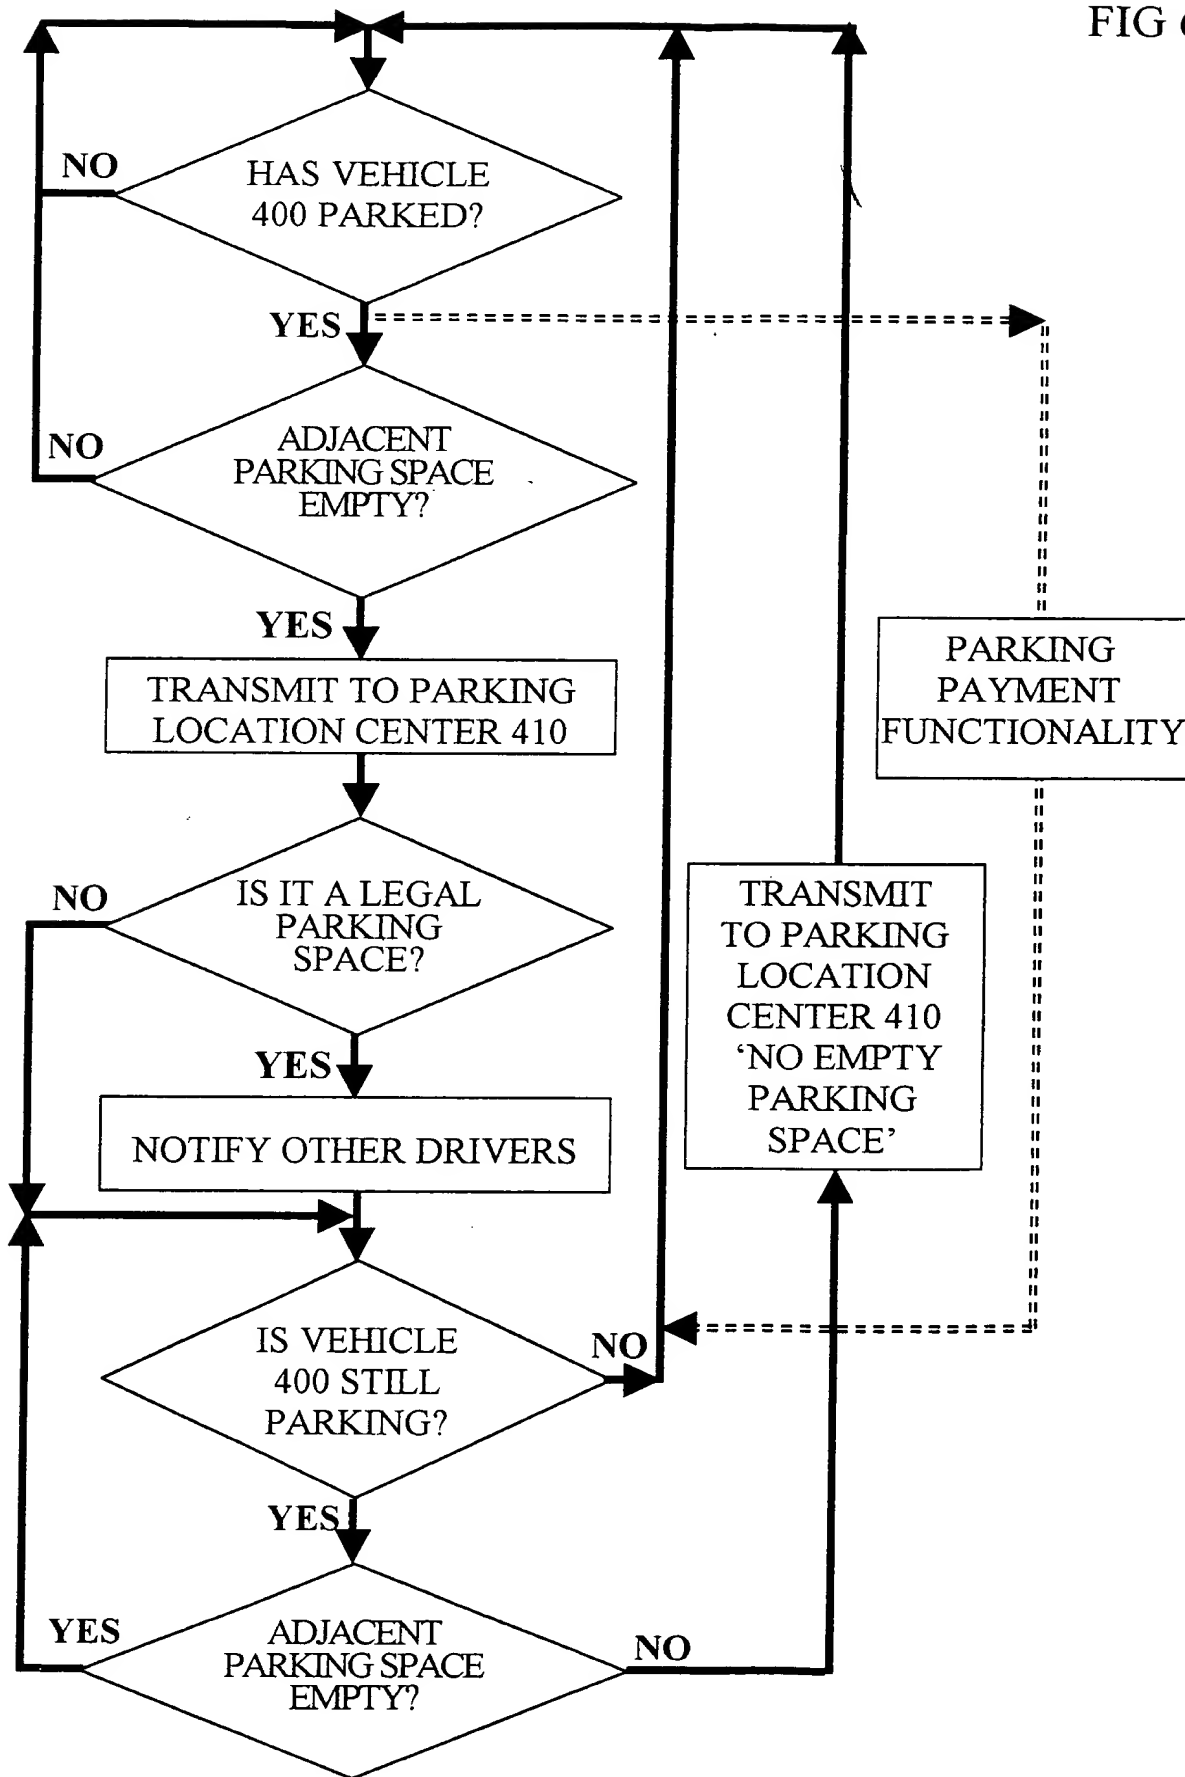 FIG 6
NO
HAS VEHICLE
400 PARKED?
YES
NO
ADJACENT
PARKING SPACE
EMPTY?
YES
TRANSMIT TO PARKING
LOCATION CENTER 410
PARKING
PAYMENT
FUNCTIONALITY
NO
IS IT A LEGAL
PARKING
SPACE?
YES
TRANSMIT
TO PARKING
LOCATION
CENTER 410
‘NO EMPTY
PARKING
SPACE’
NOTIFY OTHER DRIVERS
IS VEHICLE
400 STILL
PARKING?
NO
YES
YES
ADJACENT
PARKING SPACE
EMPTY?
NO